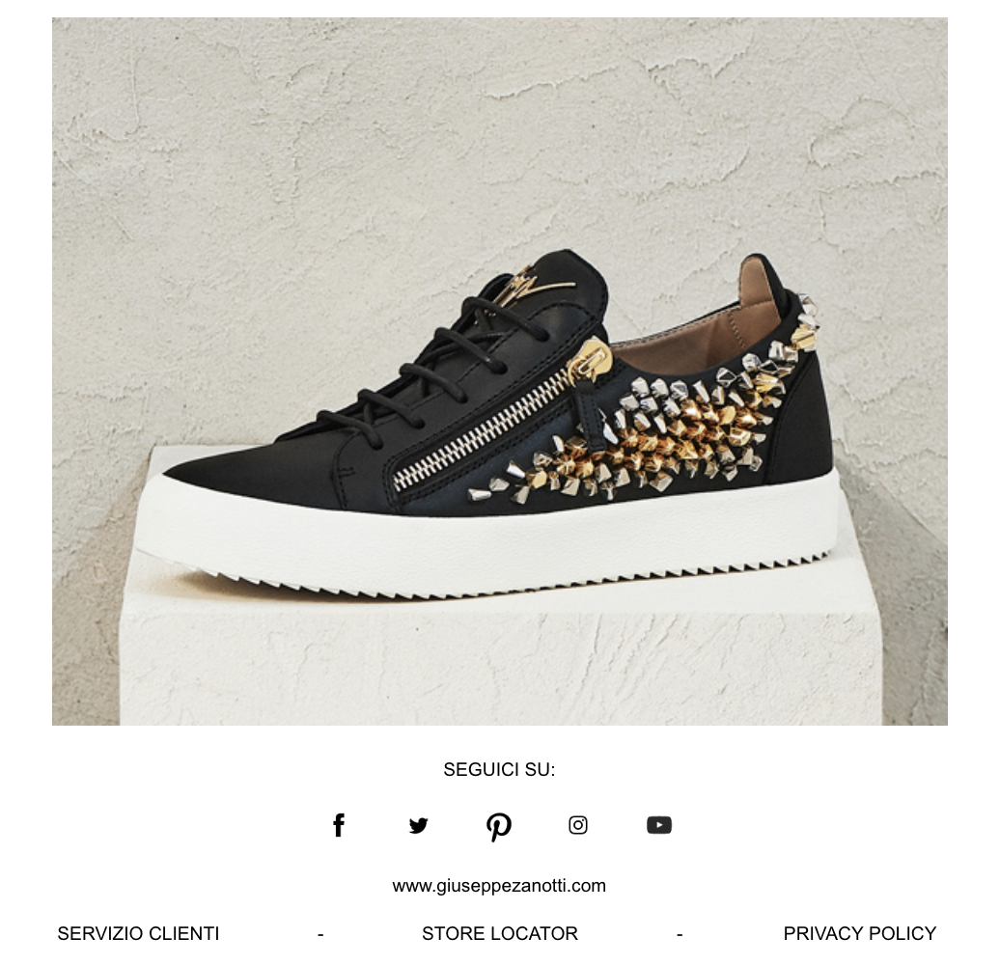 SEGUICI SU:
www.giuseppezanotti.com
SERVIZIO CLIENTI - STORE LOCATOR - PRIVACY POLICY